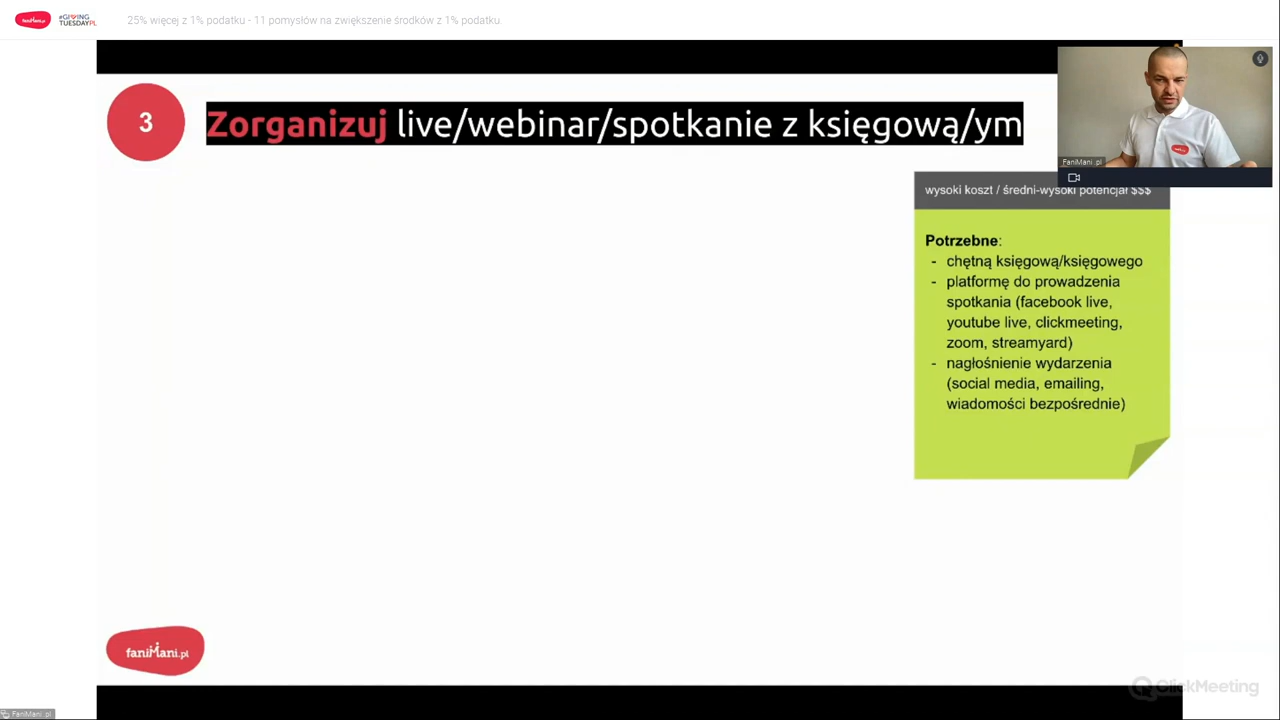 #GIVING
TUESDAYPL
25% więcej z 1% podatku - 11 pomysłów na zwiększenie środków z 1% podatku
3
Zorganizuj live/webinar/spotkanie z księgową/ym
FaniMani .pl
wysoki koszt / średni-wysoki potencjał $$$
Potrzebne:
- chętną księgową/księgowego
- platformę do prowadzenia
spotkania (facebook live,
youtube live, clickmeeting,
zoom, streamyard)
- nagłośnienie wydarzenia
(social media, emailing,
wiadomości bezpośrednie)
faniMani.pl
ClickMeeting
FaniMani .pl